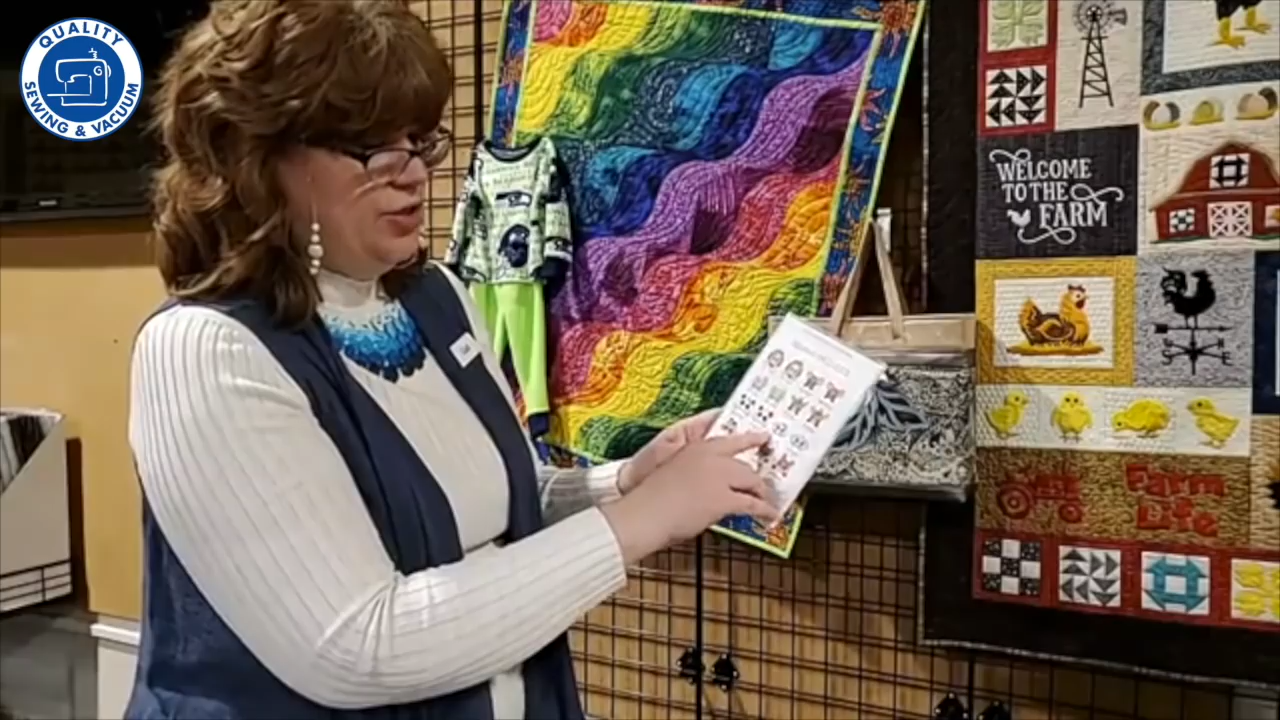 QUALITY
SEWING & VACUUM
WELCOME
TO THE
FARM
Farm
Life